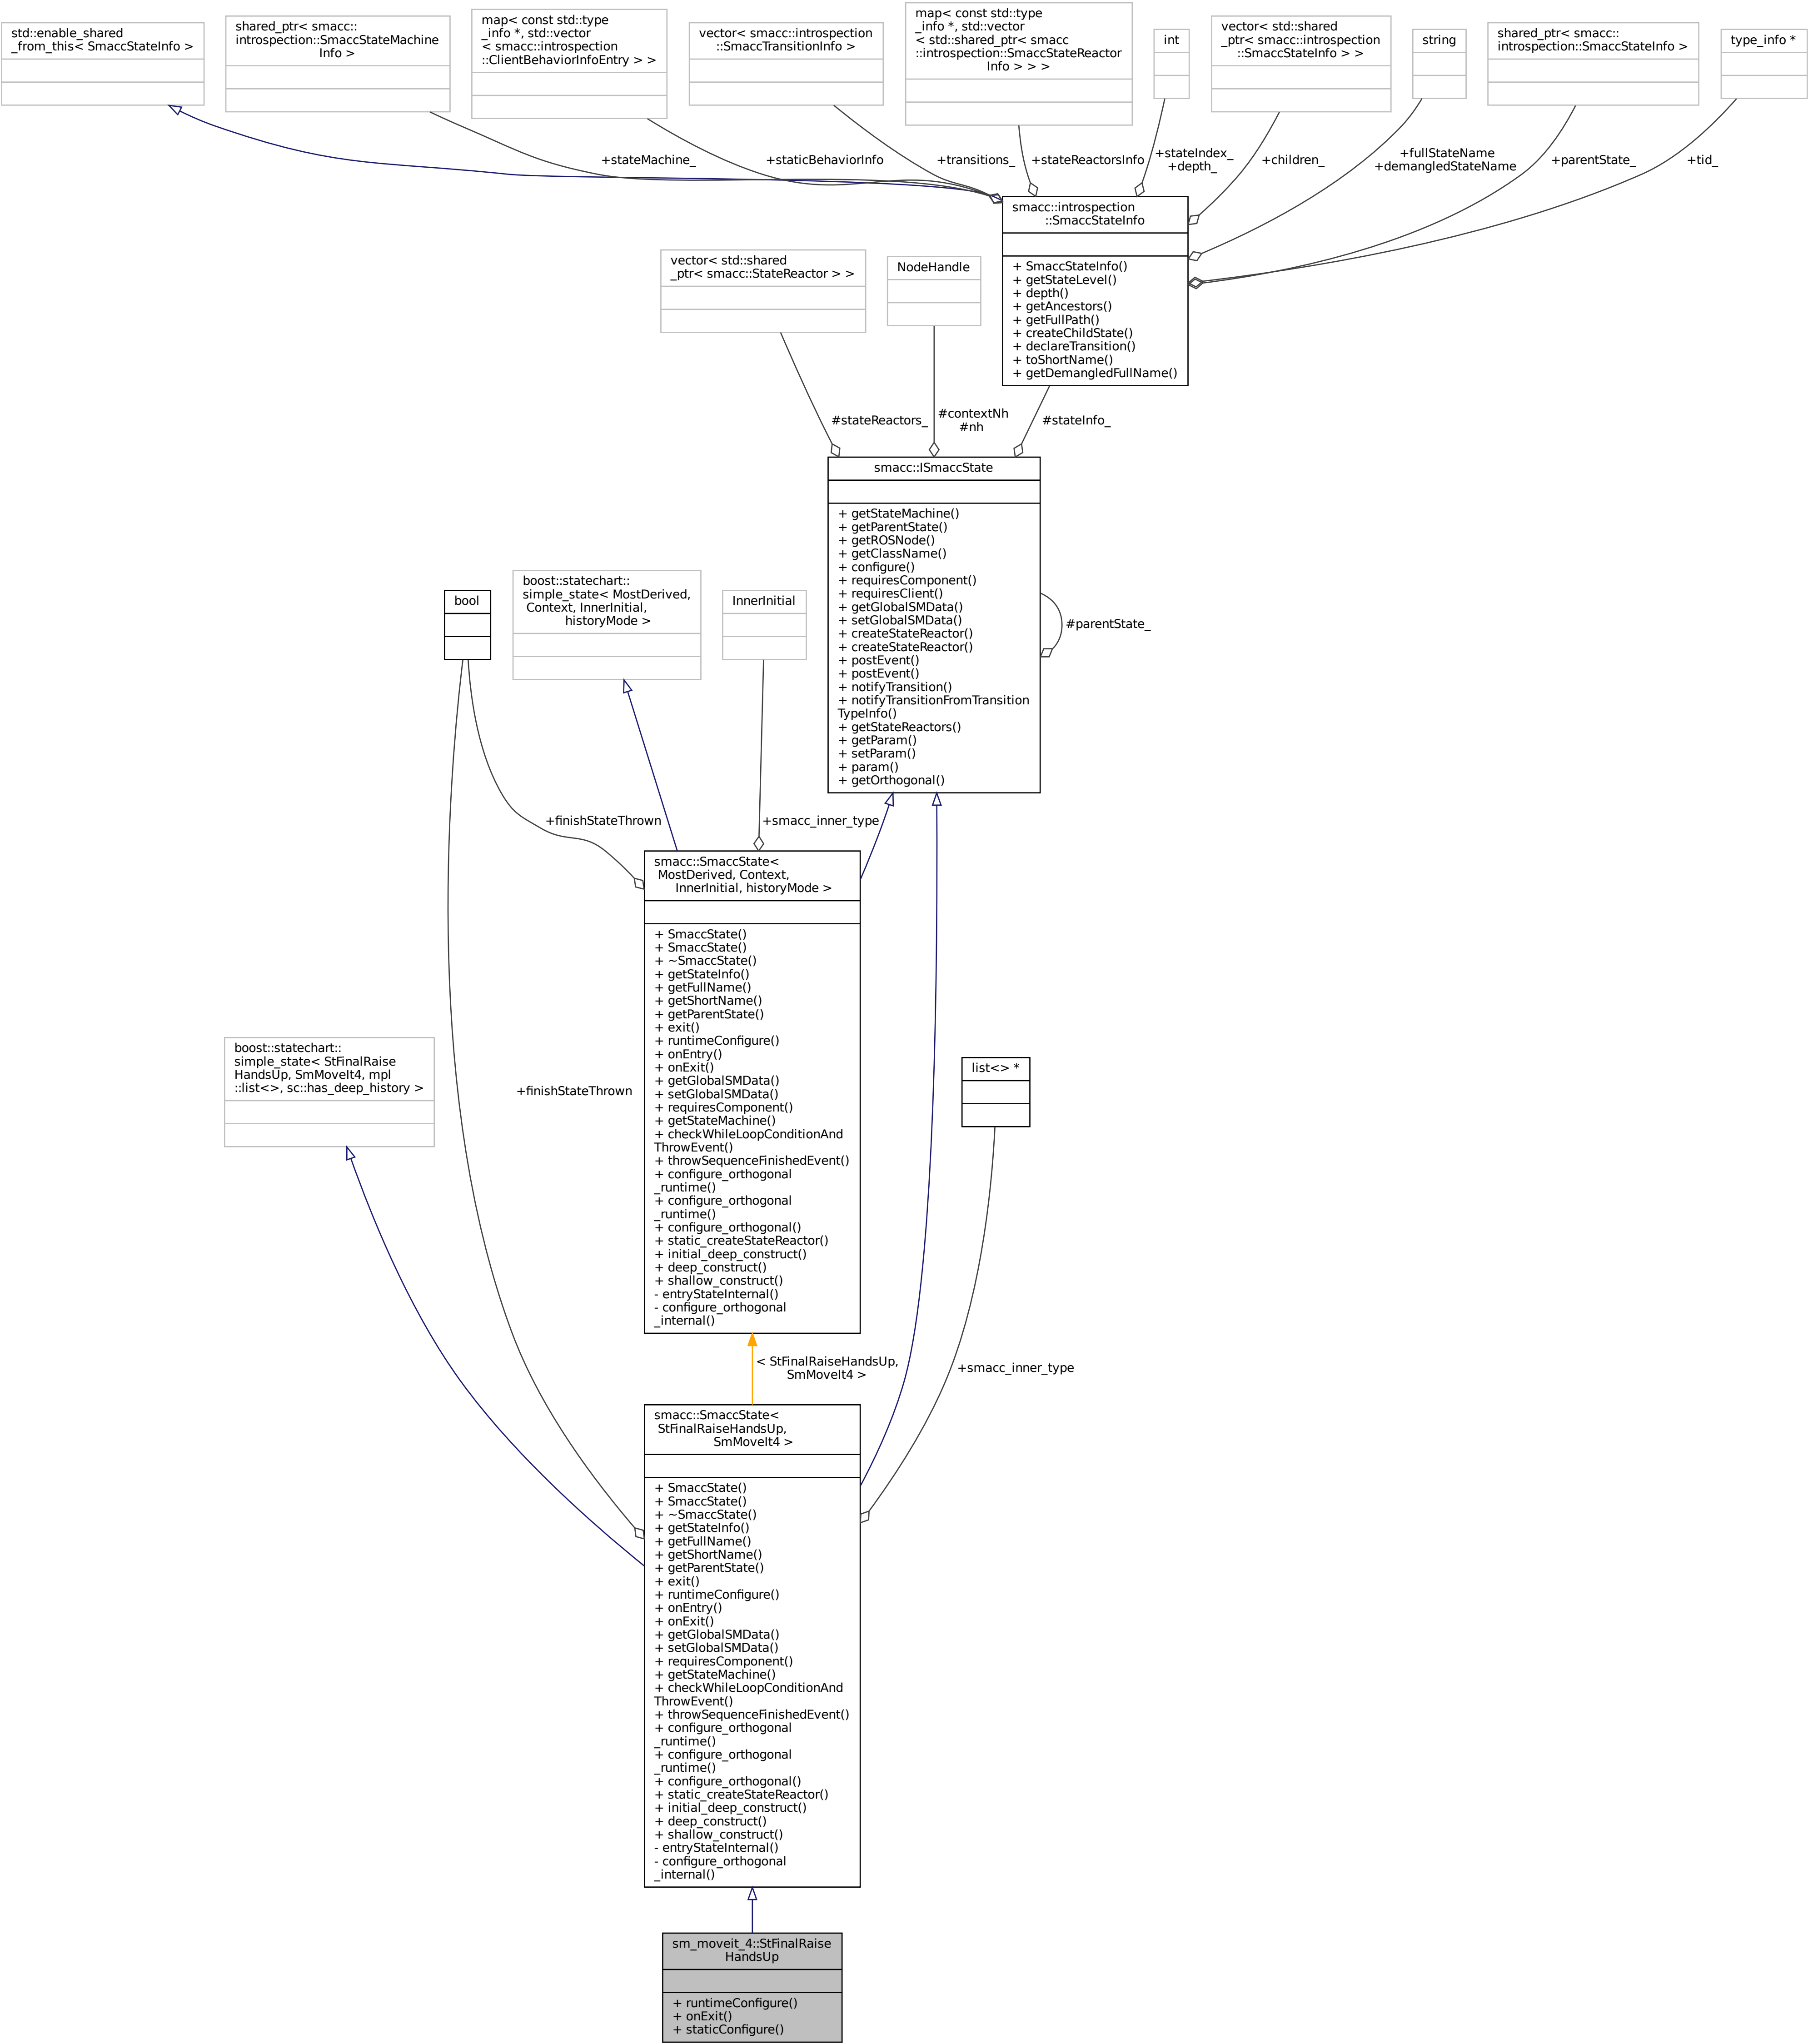 std::enable_shared
_from_this< SmaccStateInfo >
shared_ptr< smacc::
introspection::SmaccStateMachine
Info >
map< const std::type
_info *, std::vector
< smacc::introspection
::ClientBehaviorInfoEntry > >
vector< smacc::introspection
::SmaccTransitionInfo >
map< const std::type
_info *, std::vector
< std::shared_ptr< smacc
::introspection::SmaccStateReactor
Info > > >
int
vector< std::shared
_ptr< smacc::introspection
::SmaccStateInfo > >
string
shared_ptr< smacc::
introspection::SmaccStateInfo >
type_info *
+stateMachine_
+staticBehaviorInfo
+transitions_
+stateReactorsInfo
+stateIndex_
+depth_
+children_
+fullStateName
+demangledStateName
+parentState_
+tid_
smacc::introspection
::SmaccStateInfo
+ SmaccStateInfo()
+ getStateLevel()
+ depth()
+ getAncestors()
+ getFullPath()
+ createChildState()
+ declareTransition()
+ toShortName()
+ getDemangledFullName()
vector< std::shared
_ptr< smacc::StateReactor > >
NodeHandle
#stateReactors_
#contextNh
#nh
#stateInfo_
smacc::ISmaccState
+ getStateMachine()
+ getParentState()
+ getROSNode()
+ getClassName()
+ configure()
+ requiresComponent()
+ requiresClient()
+ getGlobalSMData()
+ setGlobalSMData()
+ createStateReactor()
+ createStateReactor()
+ postEvent()
+ postEvent()
+ notifyTransition()
+ notifyTransitionFromTransition
TypeInfo()
+ getStateReactors()
+ getParam()
+ setParam()
+ param()
+ getOrthogonal()
#parentState_
bool
boost::statechart::
simple_state< MostDerived,
Context, InnerInitial,
historyMode >
InnerInitial
+finishStateThrown
+smacc_inner_type
smacc::SmaccState<
MostDerived, Context,
InnerInitial, historyMode >
+ SmaccState()
+ SmaccState()
+ ~SmaccState()
+ getStateInfo()
+ getFullName()
+ getShortName()
+ getParentState()
+ exit()
+ runtimeConfigure()
+ onEntry()
+ onExit()
+ getGlobalSMData()
+ setGlobalSMData()
+ requiresComponent()
+ getStateMachine()
+ checkWhileLoopConditionAnd
ThrowEvent()
+ throwSequenceFinishedEvent()
+ configure_orthogonal
_runtime()
+ configure_orthogonal
_runtime()
+ configure_orthogonal()
+ static_createStateReactor()
+ initial_deep_construct()
+ deep_construct()
+ shallow_construct()
- entryStateInternal()
- configure_orthogonal
_internal()
boost::statechart::
simple_state< StFinalRaise
HandsUp, SmMoveIt4, mpl
::list<>, sc::has_deep_history >
+finishStateThrown
list<> *
< StFinalRaiseHandsUp,
SmMoveIt4 >
+smacc_inner_type
smacc::SmaccState<
StFinalRaiseHandsUp,
SmMoveIt4 >
+ SmaccState()
+ SmaccState()
+ ~SmaccState()
+ getStateInfo()
+ getFullName()
+ getShortName()
+ getParentState()
+ exit()
+ runtimeConfigure()
+ onEntry()
+ onExit()
+ getGlobalSMData()
+ setGlobalSMData()
+ requiresComponent()
+ getStateMachine()
+ checkWhileLoopConditionAnd
ThrowEvent()
+ throwSequenceFinishedEvent()
+ configure_orthogonal
_runtime()
+ configure_orthogonal
_runtime()
+ configure_orthogonal()
+ static_createStateReactor()
+ initial_deep_construct()
+ deep_construct()
+ shallow_construct()
- entryStateInternal()
- configure_orthogonal
_internal()
sm_moveit_4::StFinalRaise
HandsUp
+ runtimeConfigure()
+ onExit()
+ staticConfigure()